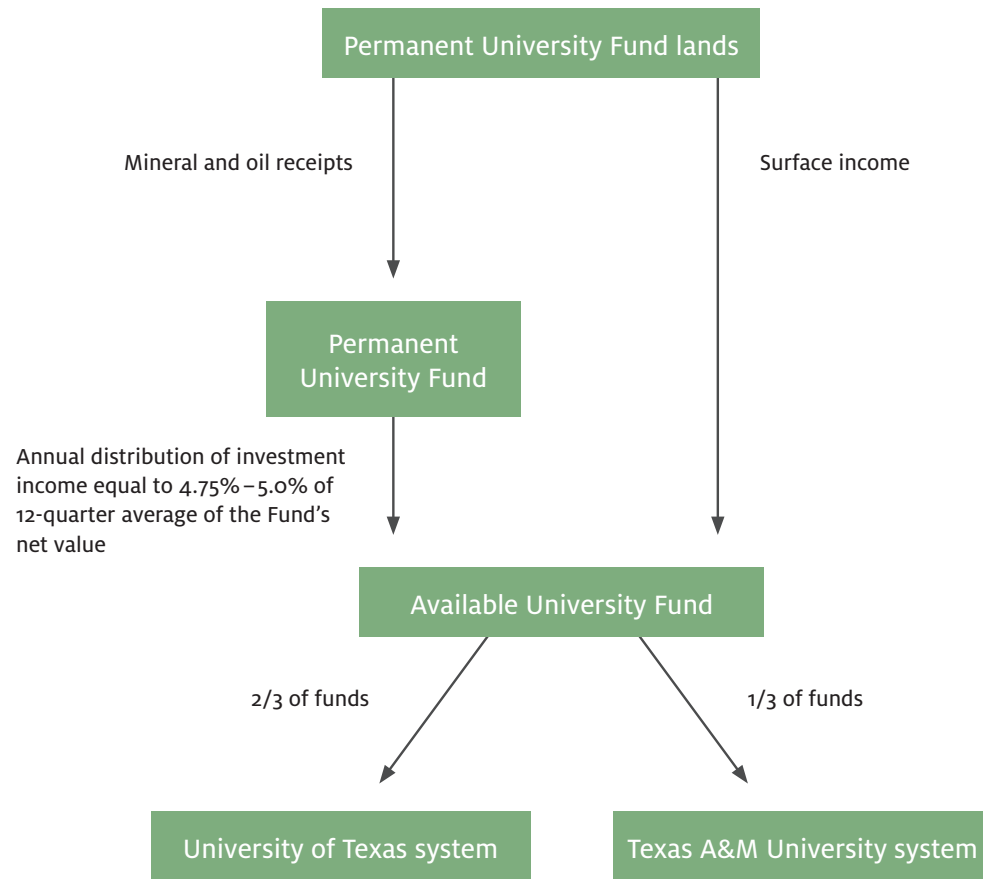 Permanent University Fund lands
Mineral and oil receipts
Surface income
Permanent
University Fund
Annual distribution of investment
income equal to 4.75%–5.0% of
12-quarter average of the Fund's
net value
Available University Fund
2/3 of funds
1/3 of funds
University of Texas system
Texas A&M University system